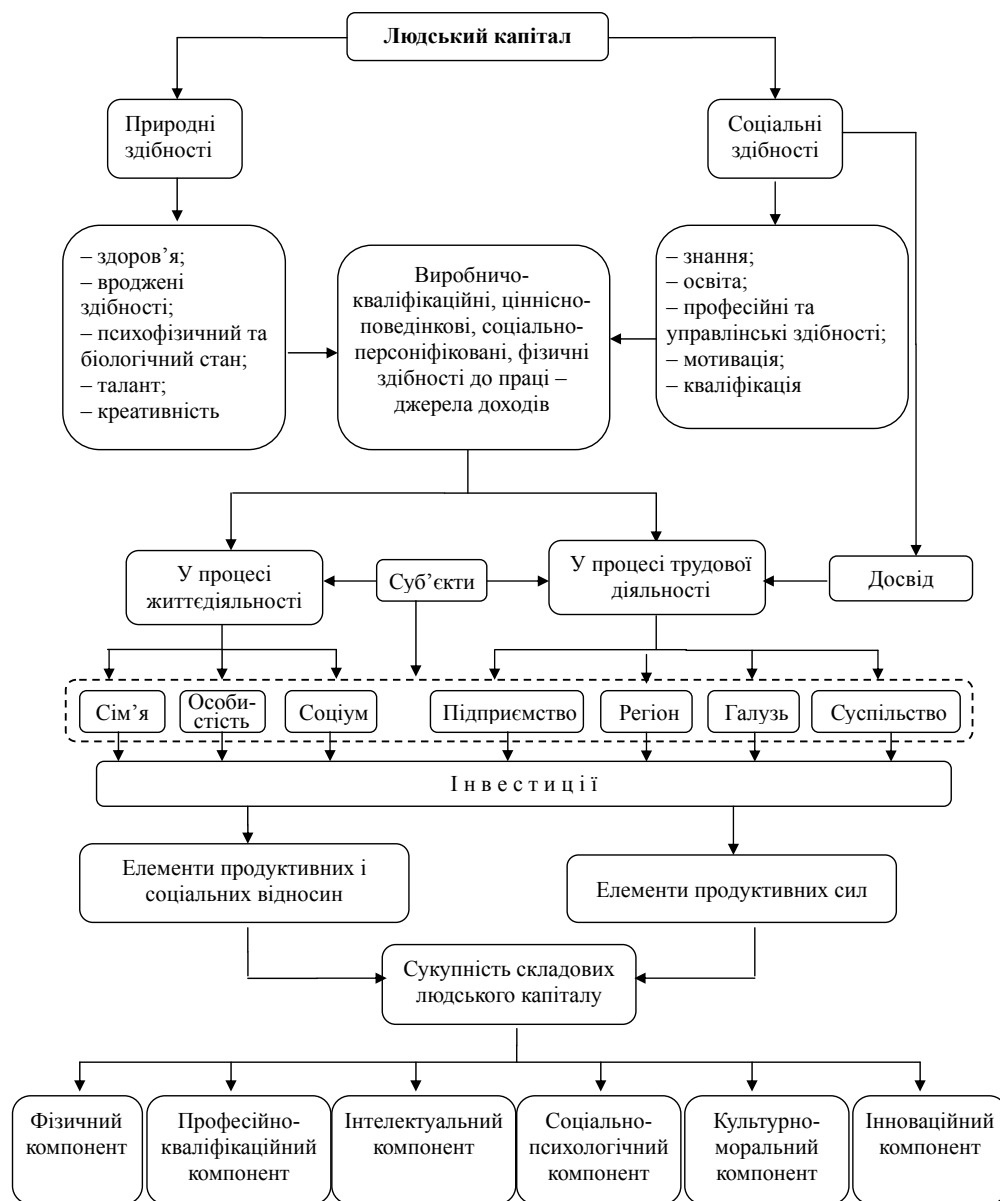 Людський капітал
Природні
здібності
Соціальні
здібності
– здоров’я;
– вроджені
здібності;
– психофізичний та
біологічний стан;
– талант;
– креативність
Виробничо-
кваліфікаційні, ціннісно-
поведінкові, соціально-
персоніфіковані, фізичні
здібності до праці –
джерела доходів
– знання;
– освіта;
– професійні та
управлінські здібності;
– мотивація;
– кваліфікація
У процесі
життєдіяльності
Суб’єкти
У процесі трудової
діяльності
Досвід
Сім’я
Особи-
стість
Соціум
Підприємство
Регіон
Галузь
Суспільство
І н в е с т и ц і ї
Елементи продуктивних і
соціальних відносин
Елементи продуктивних сил
Сукупність складових
людського капіталу
Фізичний
компонент
Професійно-
кваліфікаційний
компонент
Інтелектуальний
компонент
Соціально-
психологічний
компонент
Культурно-
моральний
компонент
Інноваційний
компонент